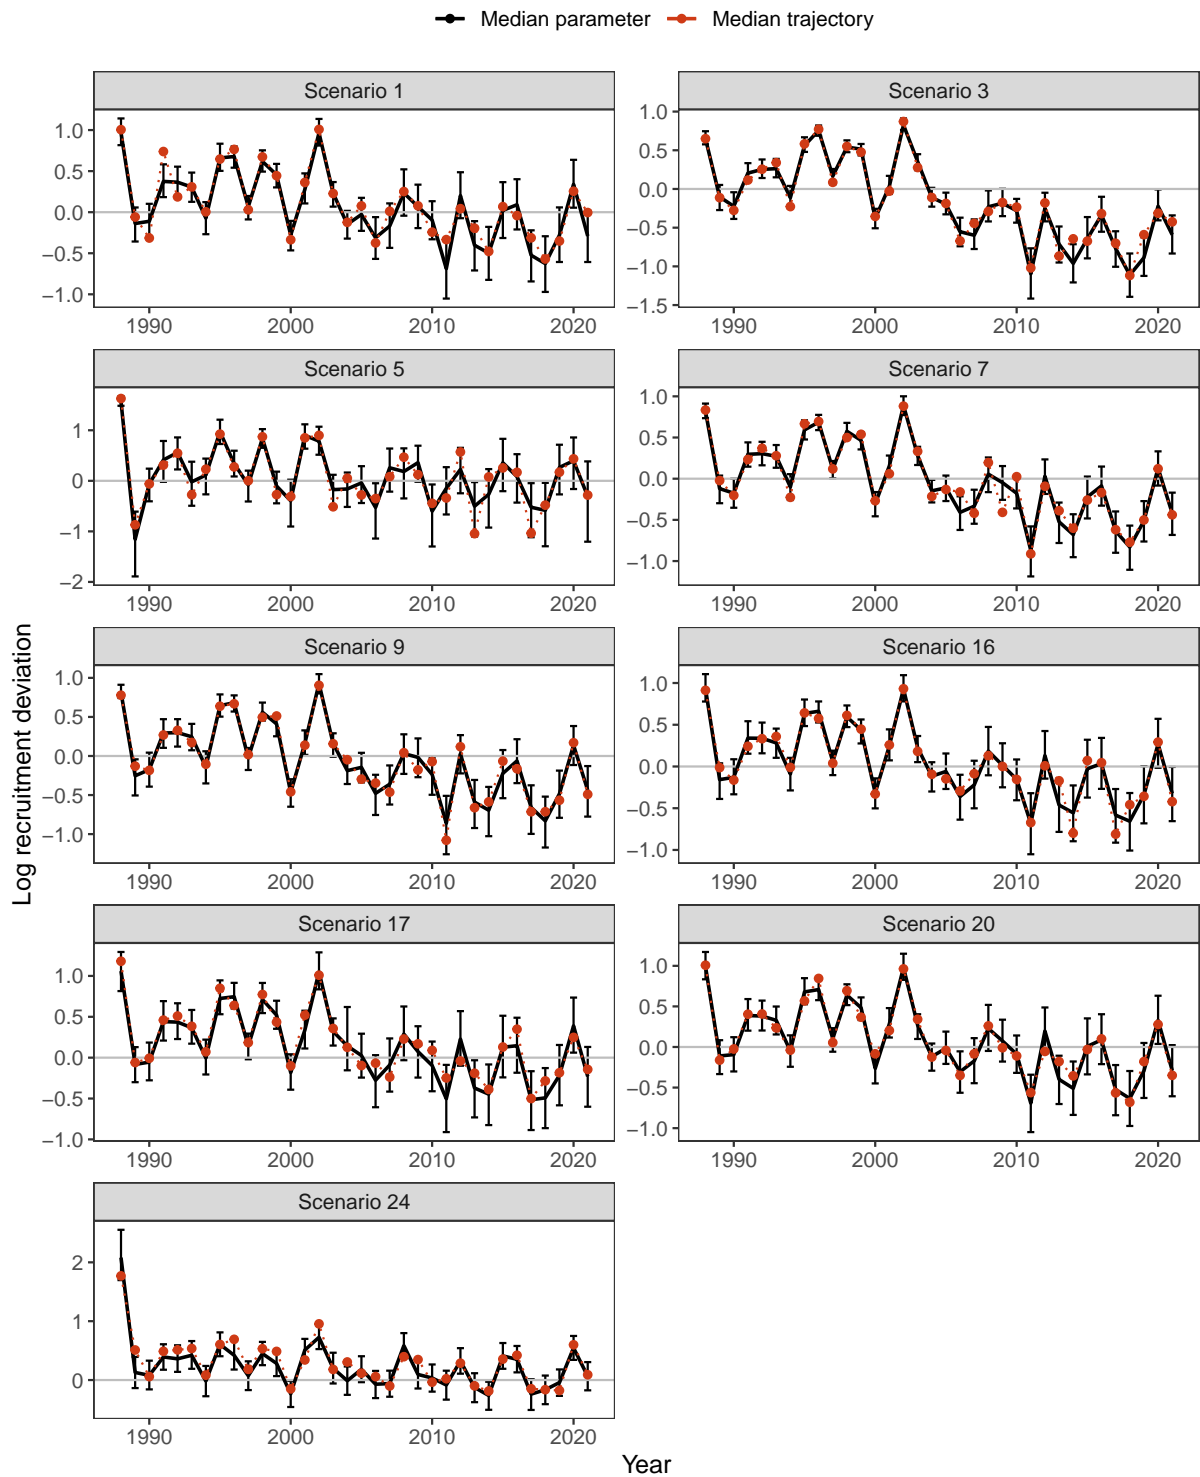 Median parameter Median trajectory
Scenario 1
1.0
0.5
0.0
−0.5
−1.0
1990 2000 2010 2020
Scenario 3
1.0
0.5
0.0
−0.5
−1.0
−1.5
1990 2000 2010 2020
Scenario 5
1
0
−1
−2
1990 2000 2010 2020
Scenario 7
1.0
0.5
0.0
−0.5
−1.0
1990 2000 2010 2020
Scenario 9
1.0
0.5
0.0
−0.5
−1.0
1990 2000 2010 2020
Scenario 16
1.0
0.5
0.0
−0.5
−1.0
1990 2000 2010 2020
Scenario 17
1.0
0.5
0.0
−0.5
−1.0
1990 2000 2010 2020
Scenario 20
1.0
0.5
0.0
−0.5
−1.0
1990 2000 2010 2020
Scenario 24
2
1
0
1990 2000 2010 2020
Log recruitment deviation
Year